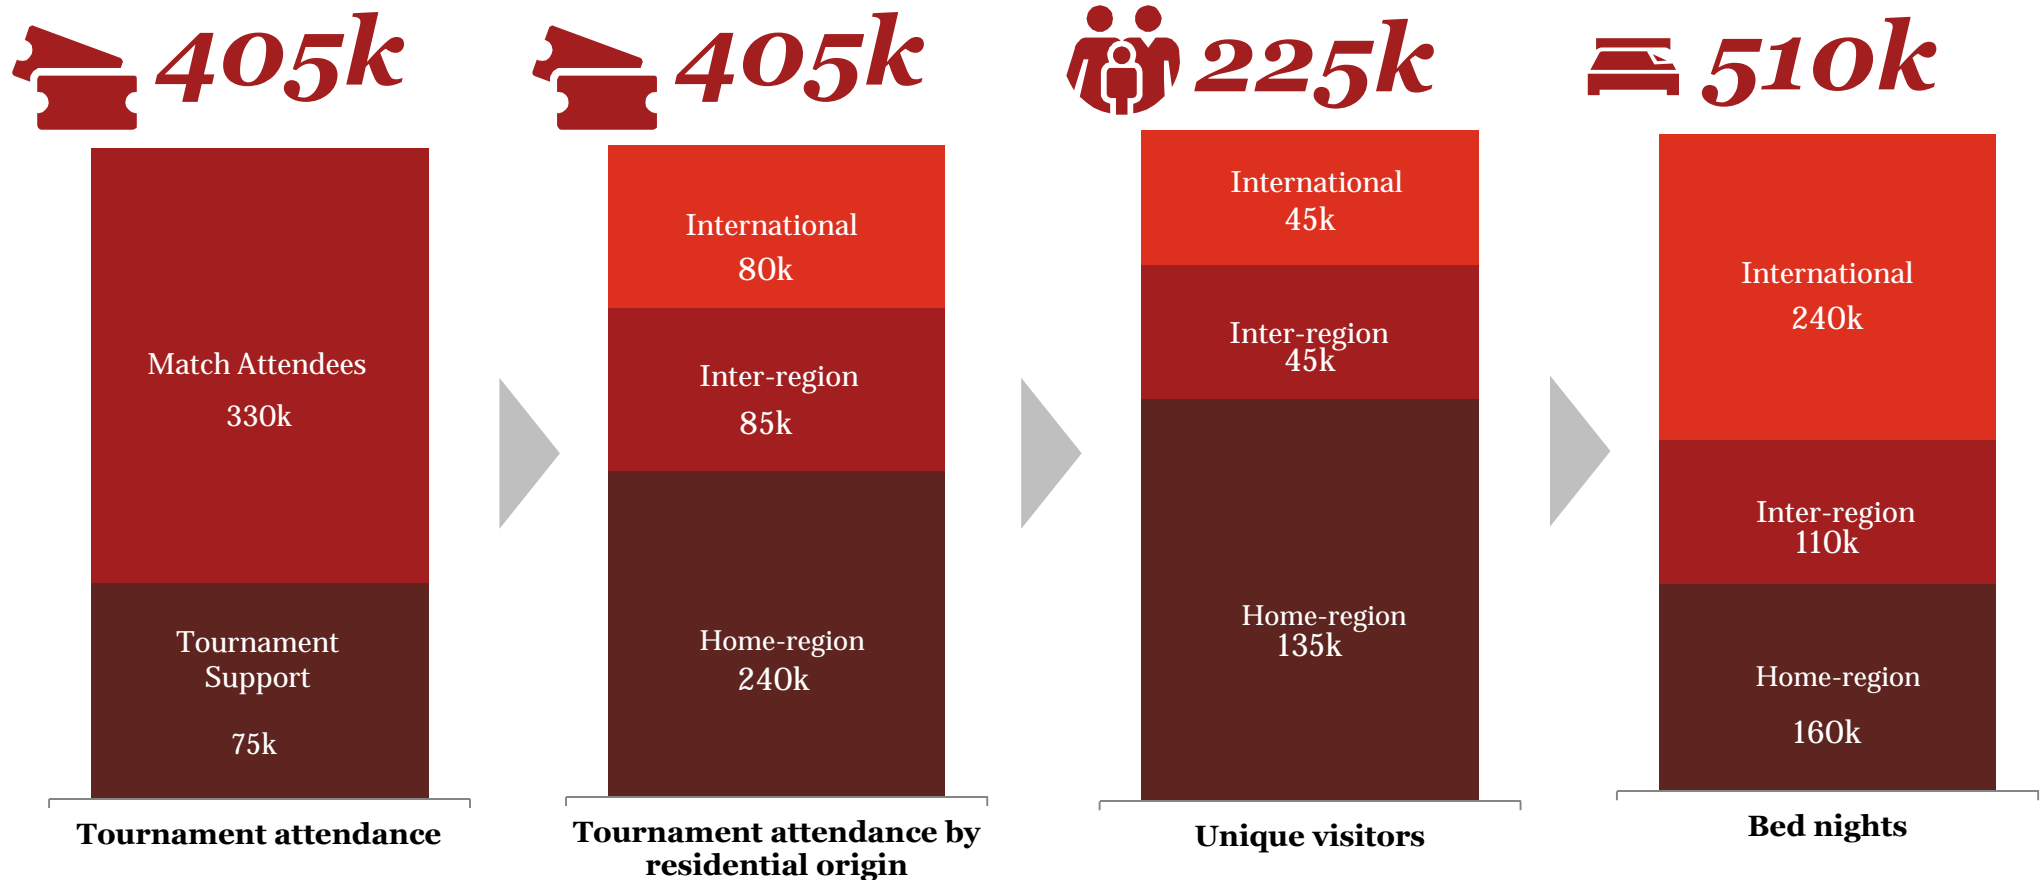 405k
Match Attendees
330k
Tournament
Support
75k
Tournament attendance
405k
International
80k
Inter-region
85k
Home-region
240k
Tournament attendance by
residential origin
225k
International
45k
Inter-region
45k
Home-region
135k
Unique visitors
510k
International
240k
Inter-region
110k
Home-region
160k
Bed nights